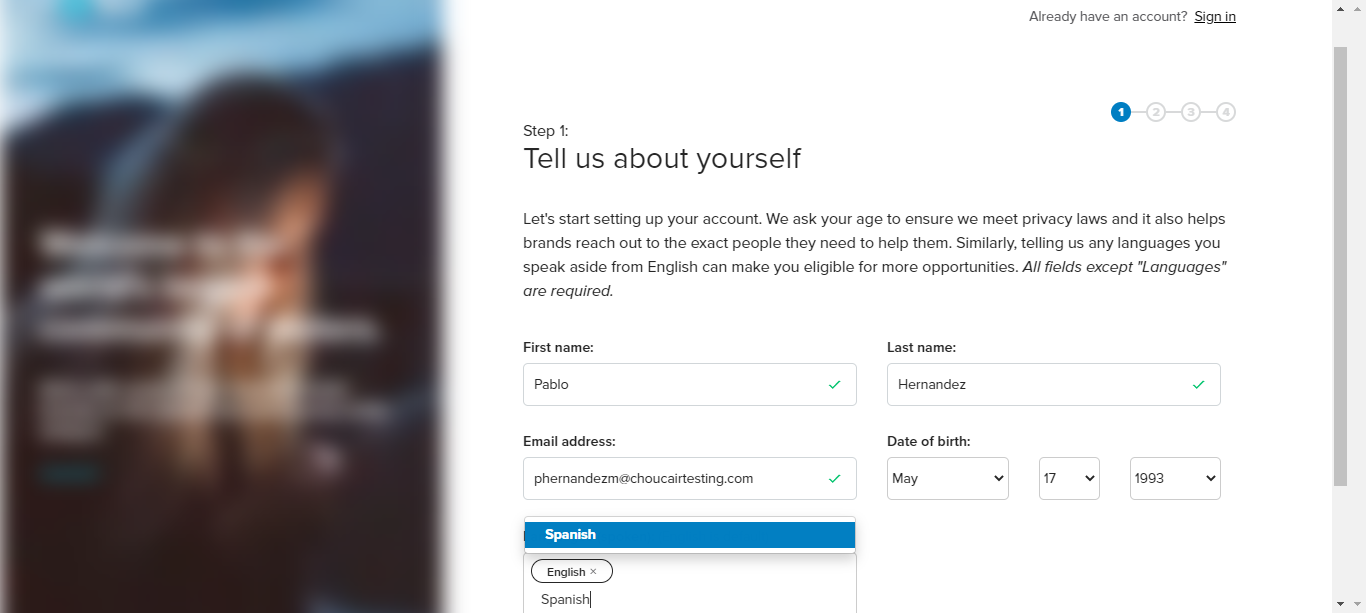 Already have an account? Sign in
1 2 3 4
Step 1:
Tell us about yourself
Let's start setting up your account. We ask your age to ensure we meet privacy laws and it also helps
brands reach out to the exact people they need to help them. Similarly, telling us any languages you
speak aside from English can make you eligible for more opportunities. All fields except "Languages"
are required.
First name:
Last name:
Pablo
Hernandez
Email address:
Date of birth:
phernandezm@choucairtesting.com
May 17 1993
Spanish
English ×
Spanish